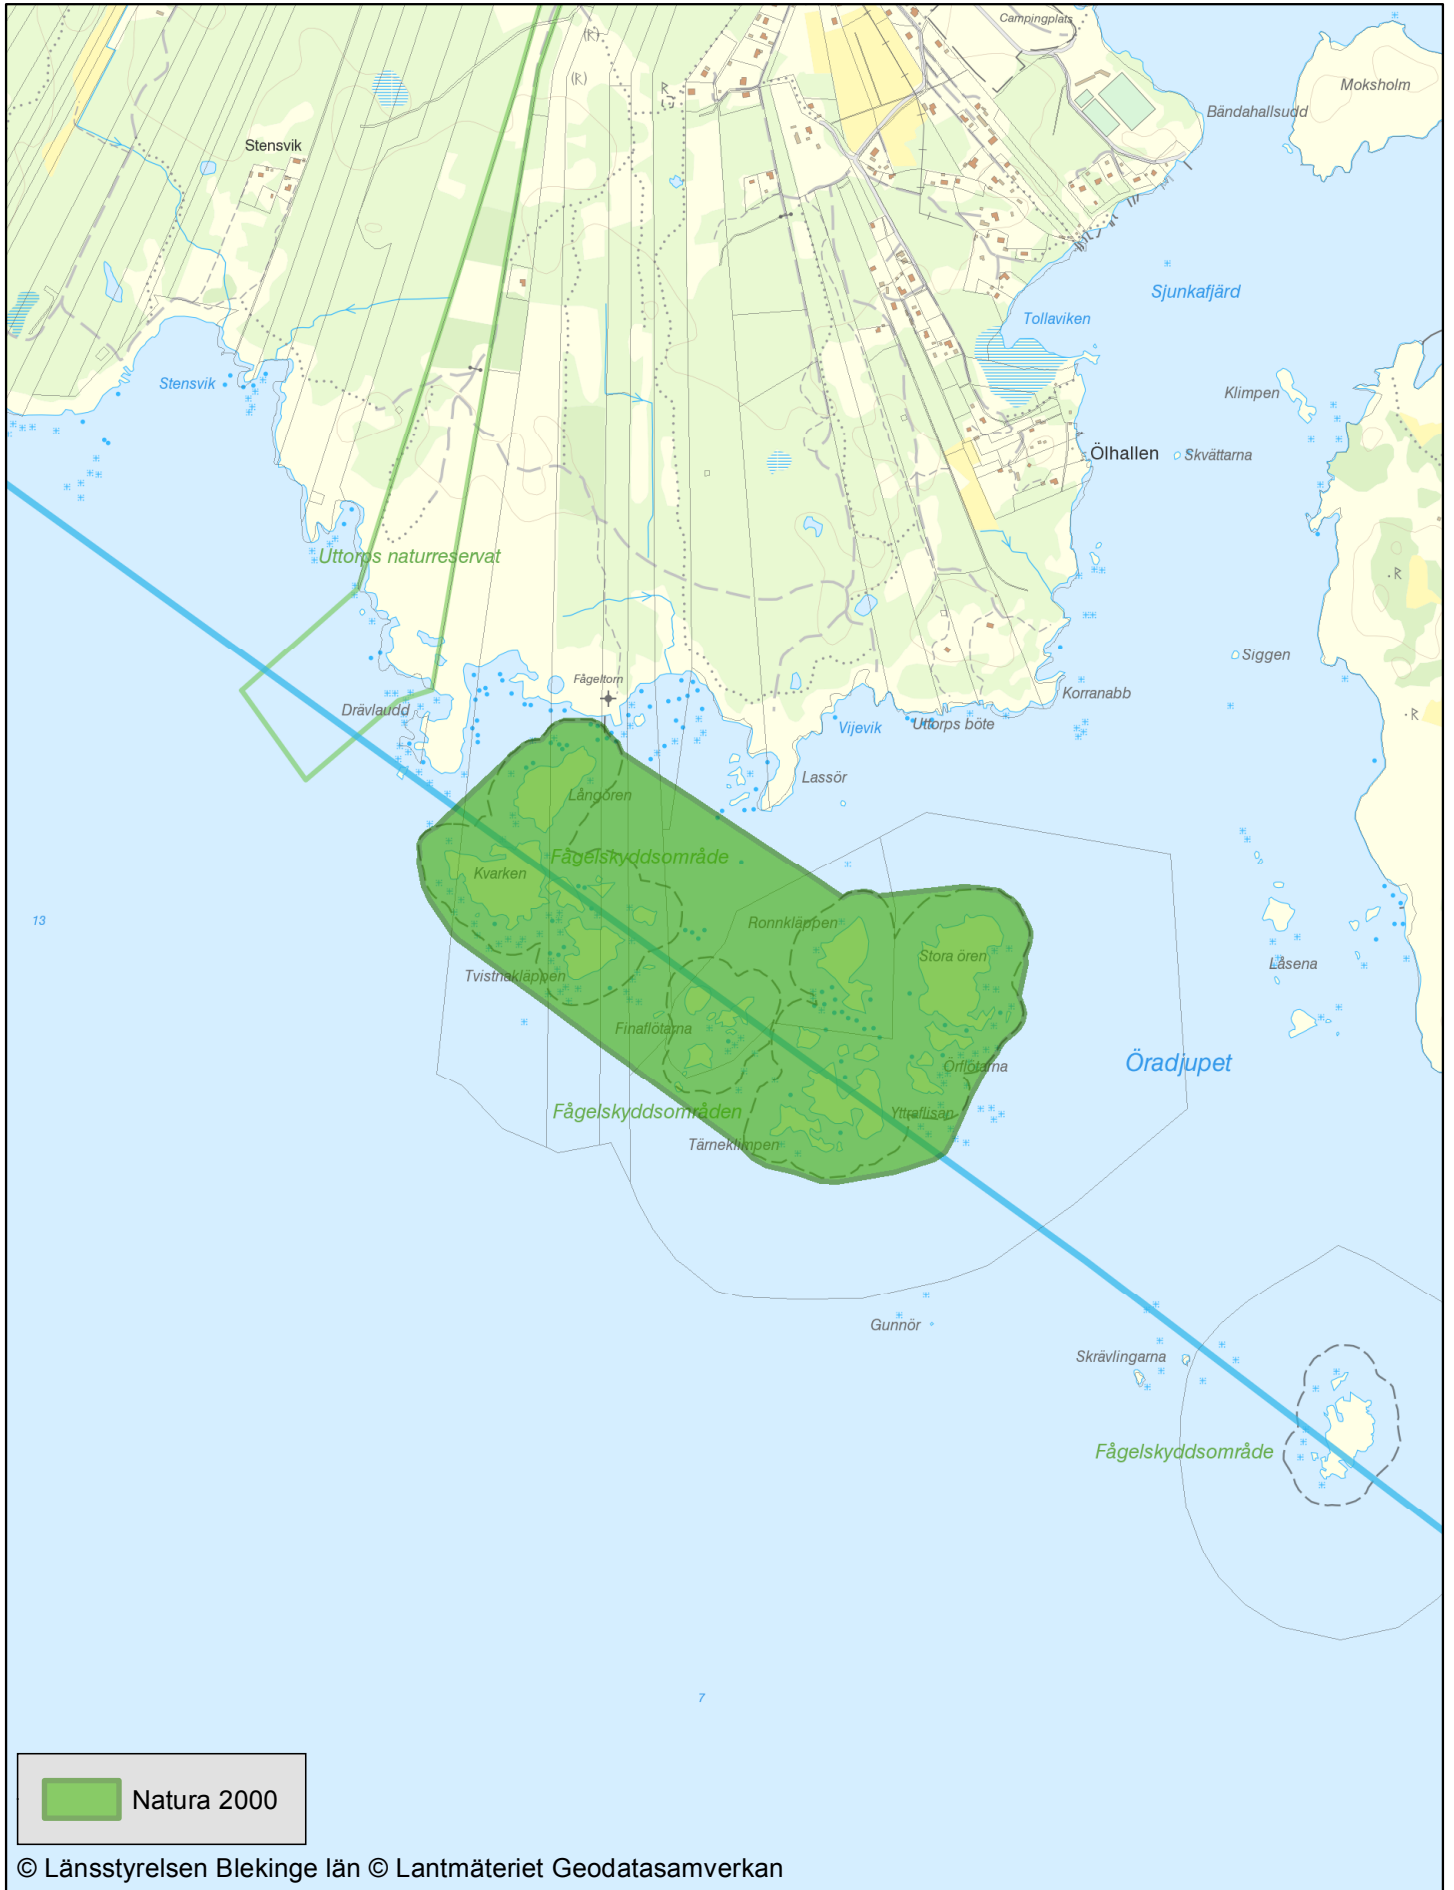 Campingplats
(R)
(R)
R
Moksholm
Bändahallsudd
Stensvik
Sjunkafjärd
Tollaviken
Stensvik
Klimpen
Ölhallen
Skvättarna
Uttorps naturreservat
R
Siggen
Fågeltorn
Korranabb
Drävlaudd
R
Vijevik
Uttorps böte
Lassör
Långören
Fågelskyddsområde
Kvarken
13
Ronnkläppen
Stora ören
Låsena
Tvistnakläppen
Finaflötarna
Öradjupet
Örflötarna
Fågelskyddsområden
Yttraflisan
Tärneklimpen
Gunnör
Skrävlingarna
Fågelskyddsområde
7
Natura 2000
© Länsstyrelsen Blekinge län © Lantmäteriet Geodatasamverkan